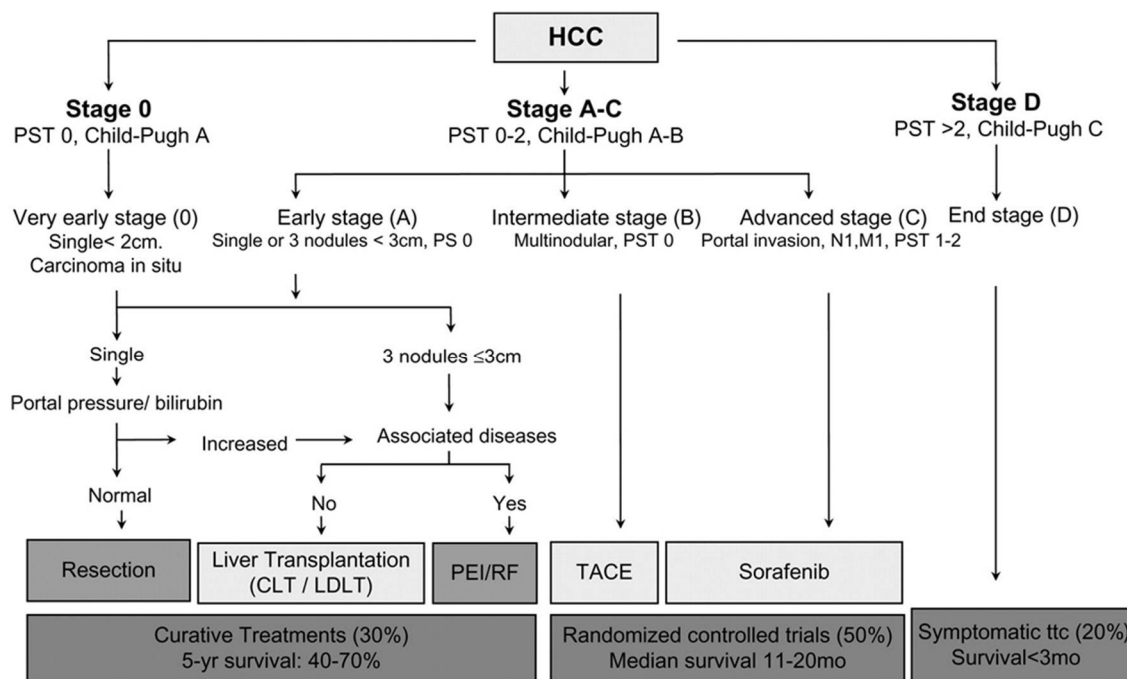 HCC
Stage 0
PST 0, Child-Pugh A
Stage A-C
PST 0-2, Child-Pugh A-B
Stage D
PST >2, Child-Pugh C
Very early stage (0)
Single< 2cm.
Carcinoma in situ
Early stage (A)
Single or 3 nodules < 3cm, PS 0
Intermediate stage (B)
Multinodular, PST 0
Advanced stage (C)
Portal invasion, N1,M1, PST 1-2
End stage (D)
Single
3 nodules ≤3cm
Portal pressure/ bilirubin
Increased
Associated diseases
Normal
No
Yes
Resection
Liver Transplantation
(CLT / LDLT)
PEI/RF
TACE
Sorafenib
Curative Treatments (30%)
5-yr survival: 40-70%
Randomized controlled trials (50%)
Median survival 11-20mo
Symptomatic ttc (20%)
Survival<3mo